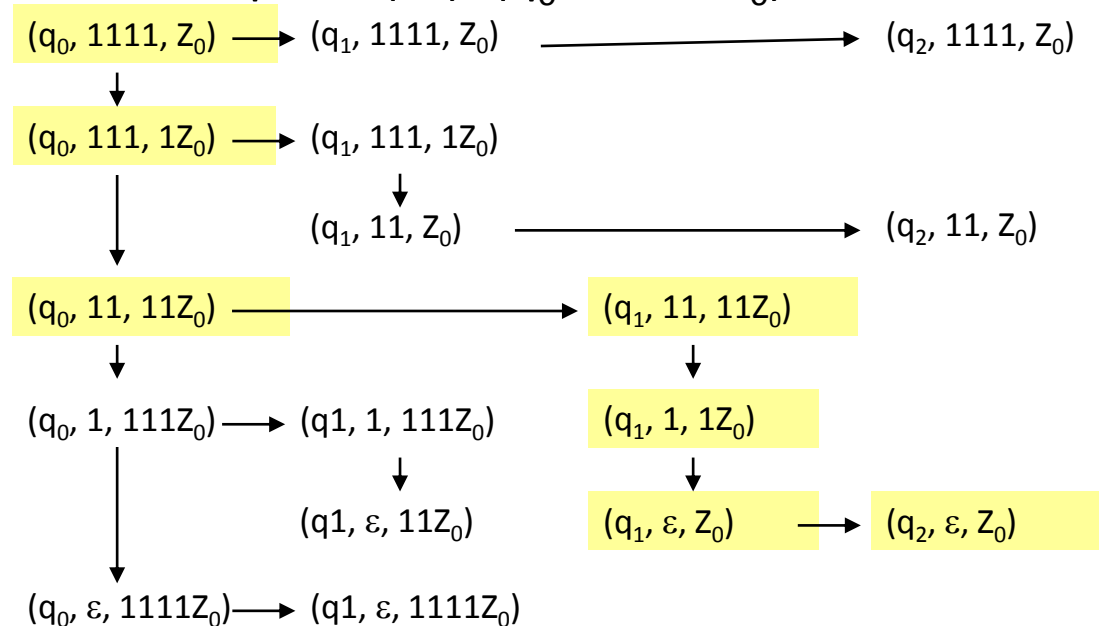 (q₀, 1111, Z₀) (q₁, 1111, Z₀) (q₂, 1111, Z₀)
(q₀, 111, 1Z₀) (q₁, 111, 1Z₀)
(q₁, 11, Z₀) (q₂, 11, Z₀)
(q₀, 11, 11Z₀) (q₁, 11, 11Z₀)
(q₀, 1, 111Z₀) (q1, 1, 111Z₀) (q₁, 1, 1Z₀)
(q1, ε, 11Z₀) (q₁, ε, Z₀) (q₂, ε, Z₀)
(q₀, ε, 1111Z₀) (q1, ε, 1111Z₀)